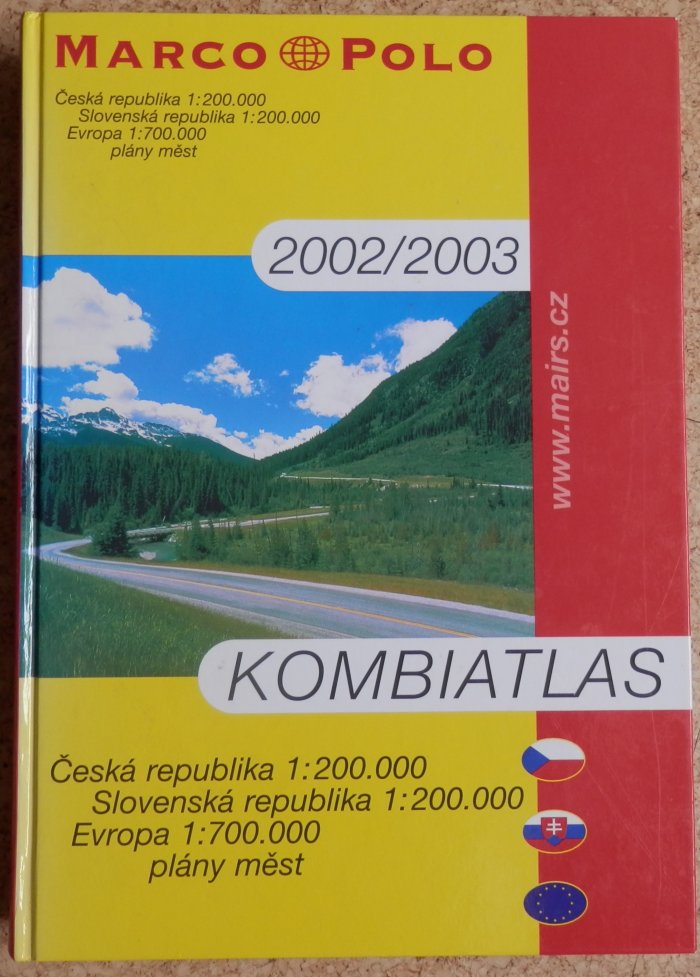 MARCO POLO
Česká republika 1:200.000
Slovenská republika 1:200.000
Evropa 1:700.000
plány měst
2002/2003
www.mairs.cz
KOMBIATLAS
Česká republika 1:200.000
Slovenská republika 1:200.000
Evropa 1:700.000
plány měst